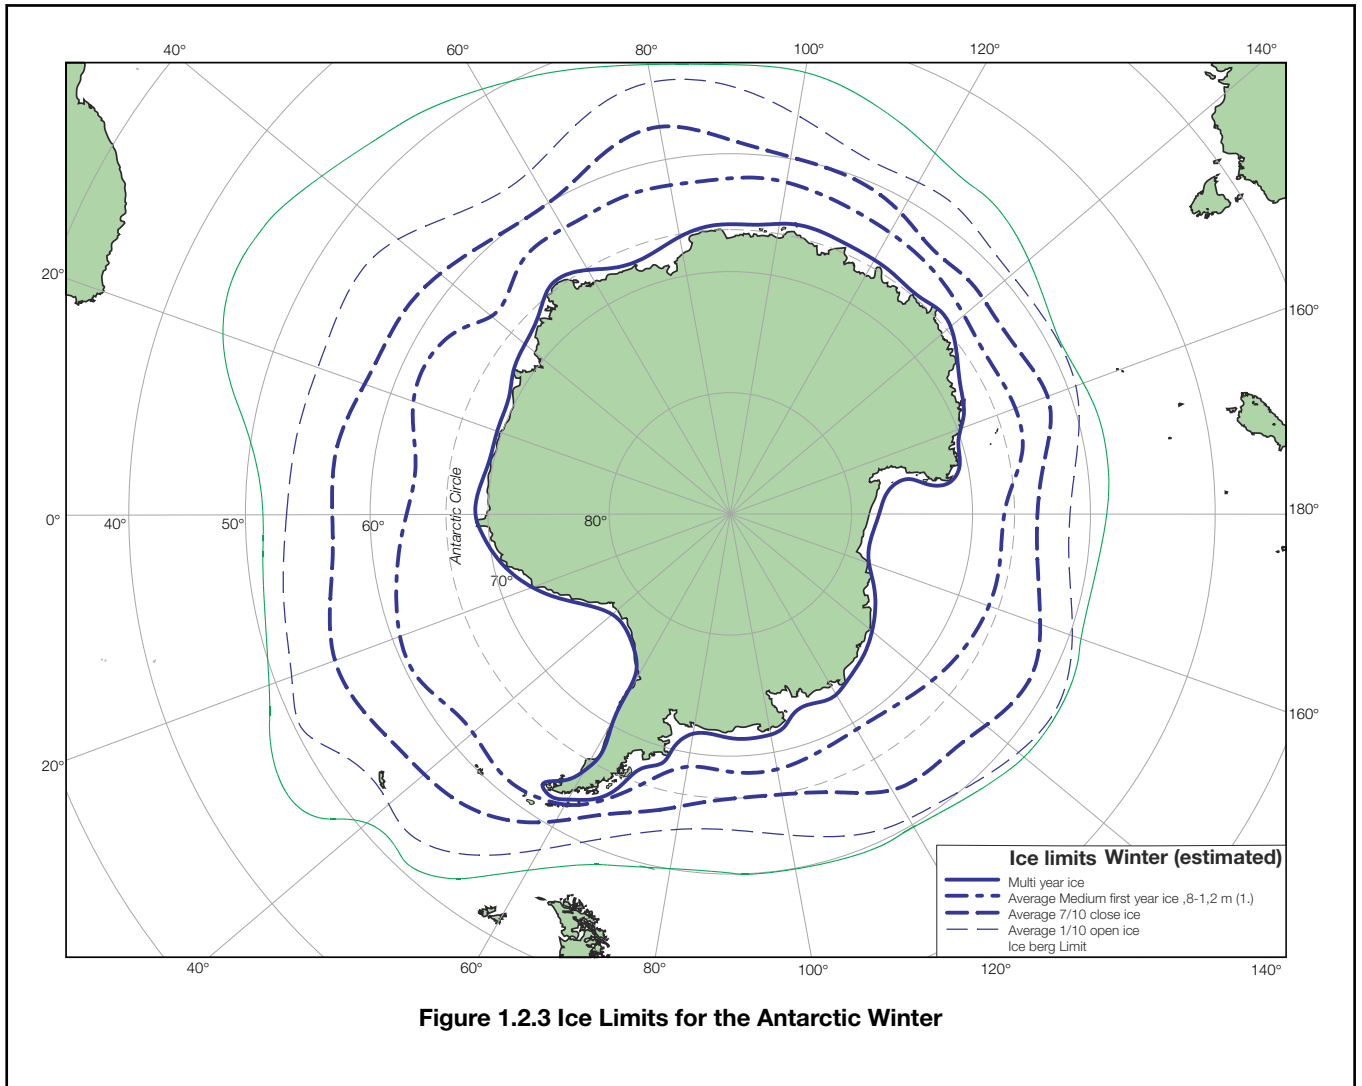 40°
60°
80°
100°
120°
140°
20°
160°
Antarctic Circle
0°
40°
50°
60°
80°
180°
70°
160°
20°
Ice limits Winter (estimated)
Multi year ice
Average Medium first year ice ,8-1,2 m (1.)
Average 7/10 close ice
Average 1/10 open ice
Ice berg Limit
40°
60°
80°
100°
120°
140°
Figure 1.2.3 Ice Limits for the Antarctic Winter